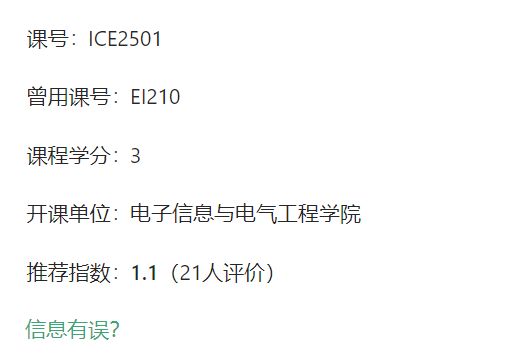 课号：ICE2501
曾用课号：EI210
课程学分：3
开课单位：电子信息与电气工程学院
推荐指数：1.1（21人评价）
信息有误?